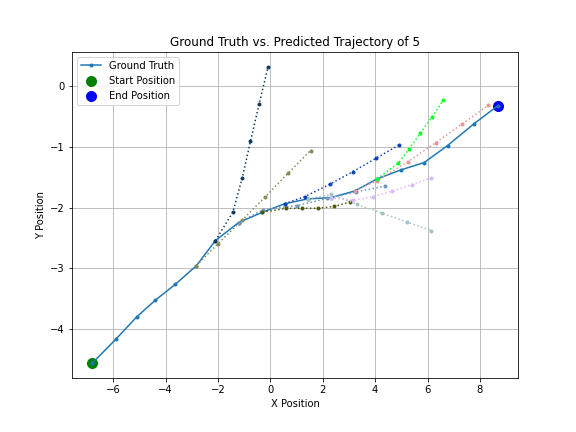 Ground Truth vs. Predicted Trajectory of 5
Ground Truth
Start Position
End Position
0
−1
−2
−3
−4
Y Position
−6
−4
−2
0
2
4
6
8
X Position